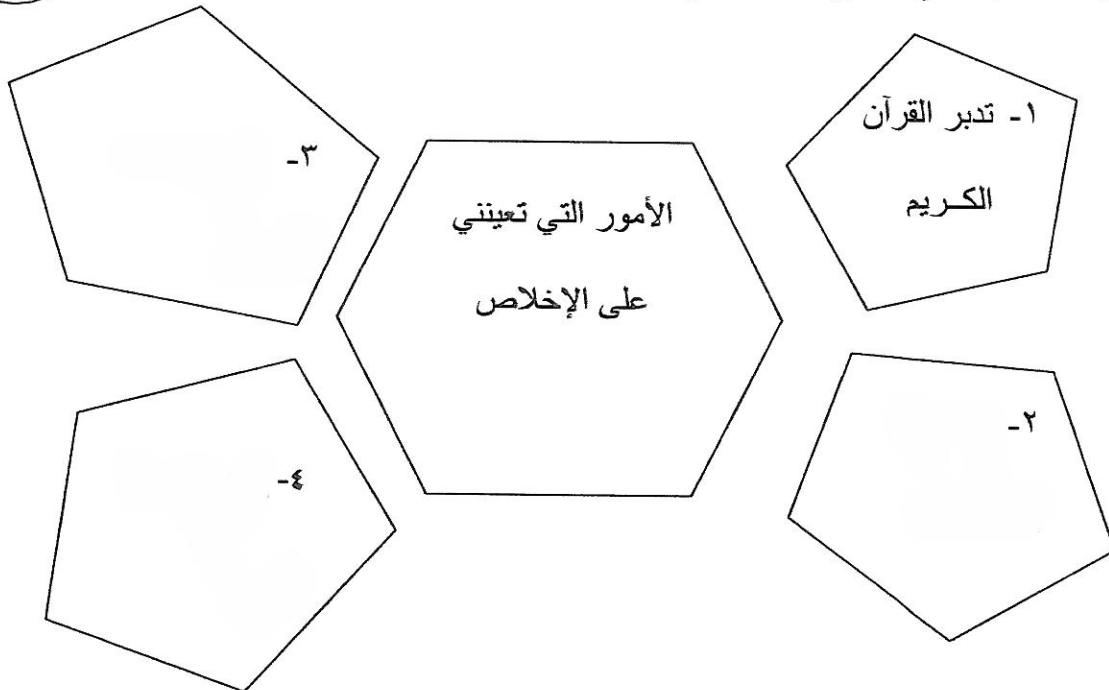 ١- تدبر القرآن
الكريم
٣-
الأمور التي تعينني
على الإخلاص
٢-
٤-